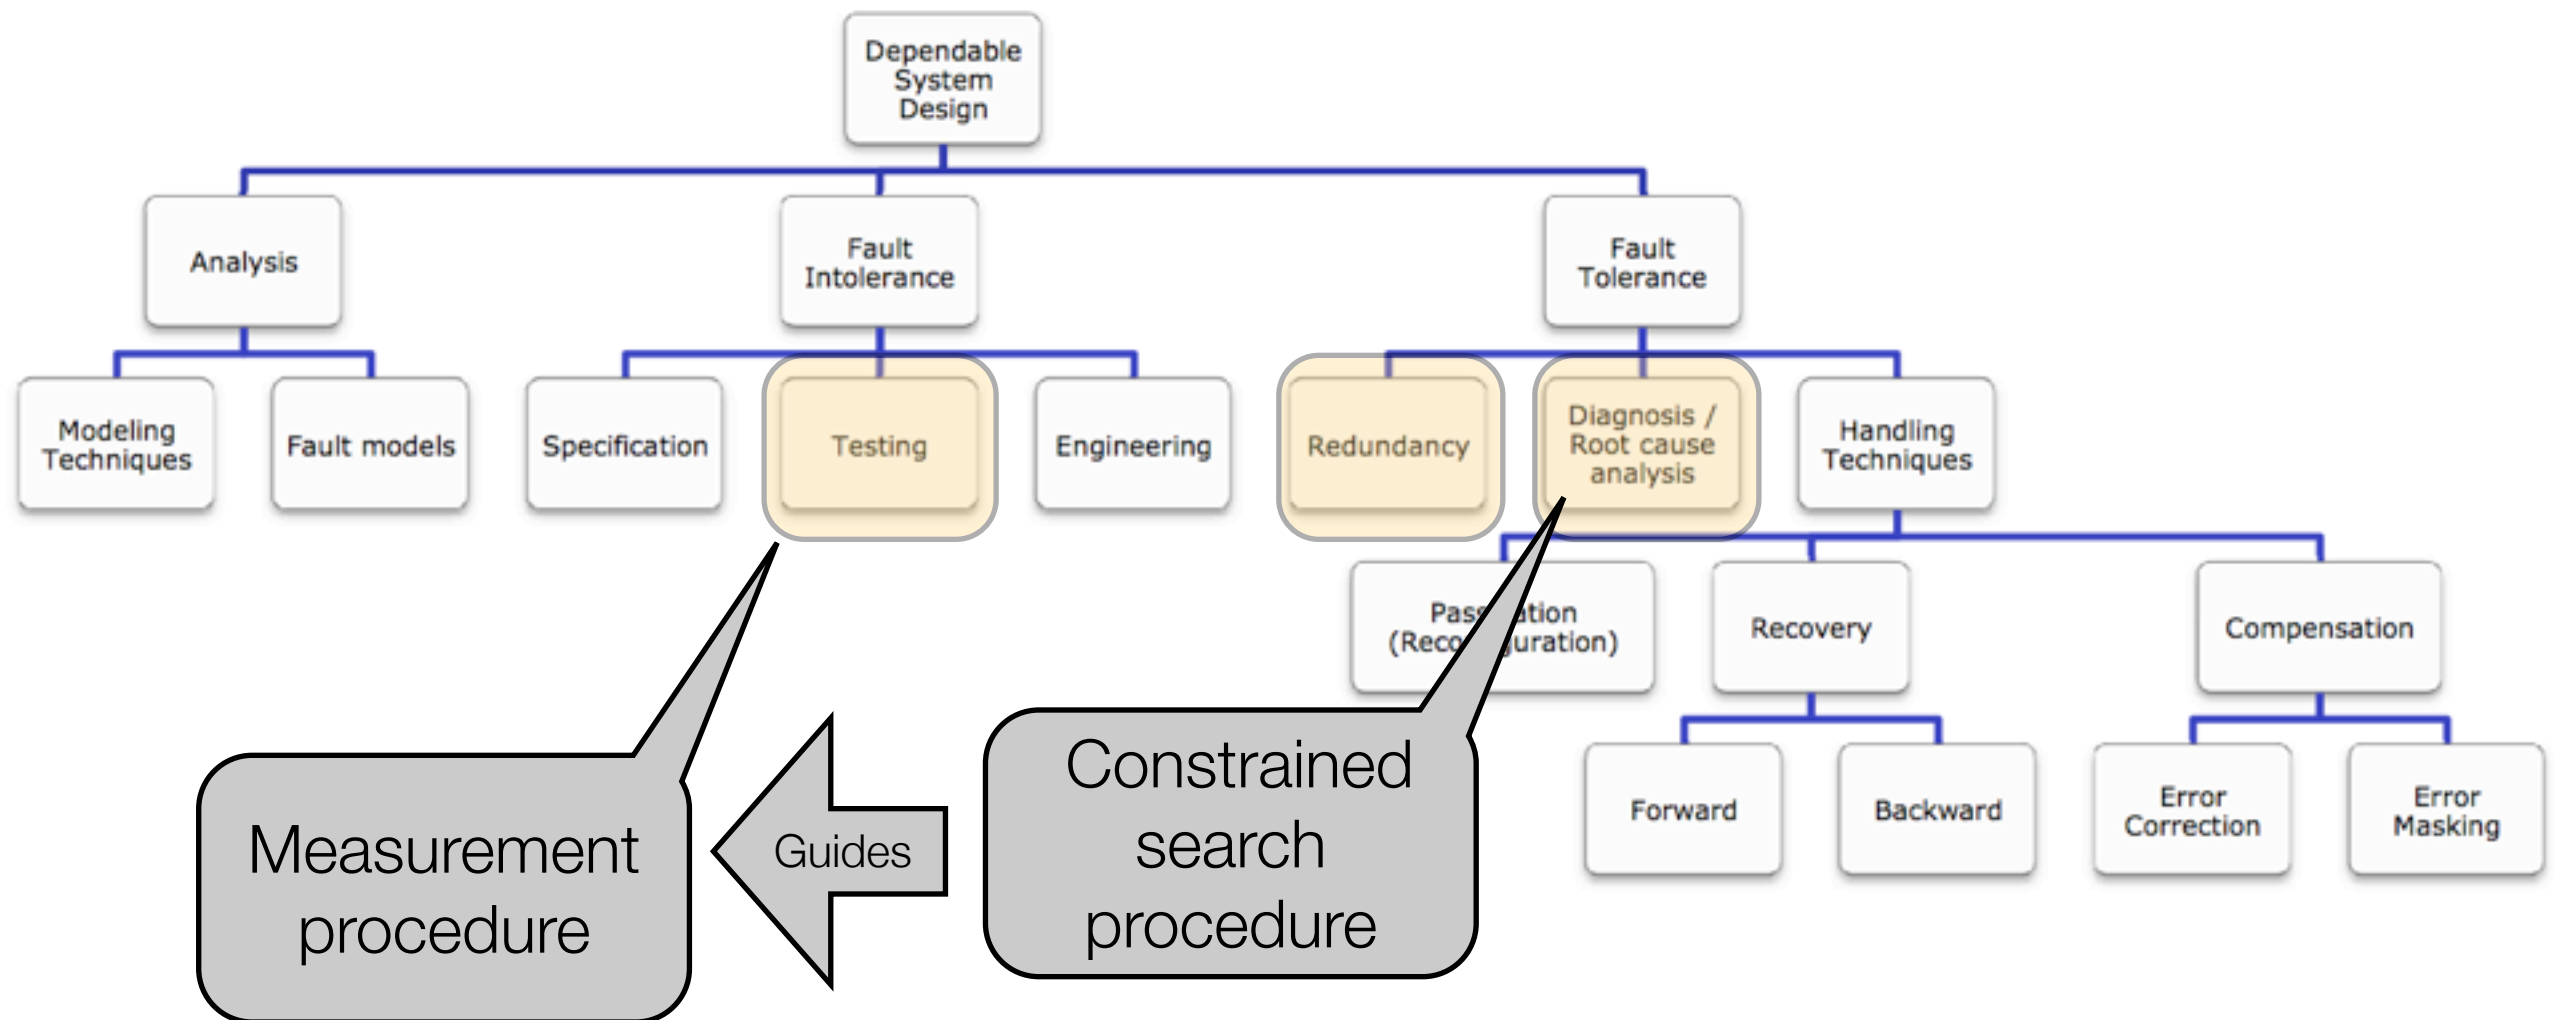 Dependable
System
Design
Analysis
Fault
Intolerance
Fault
Tolerance
Modeling
Techniques
Fault models
Specification
Testing
Engineering
Redundancy
Diagnosis /
Root cause
analysis
Handling
Techniques
Recovery
Compensation
Forward
Backward
Error
Correction
Error
Masking
Measurement
procedure
Guides
Constrained
search
procedure